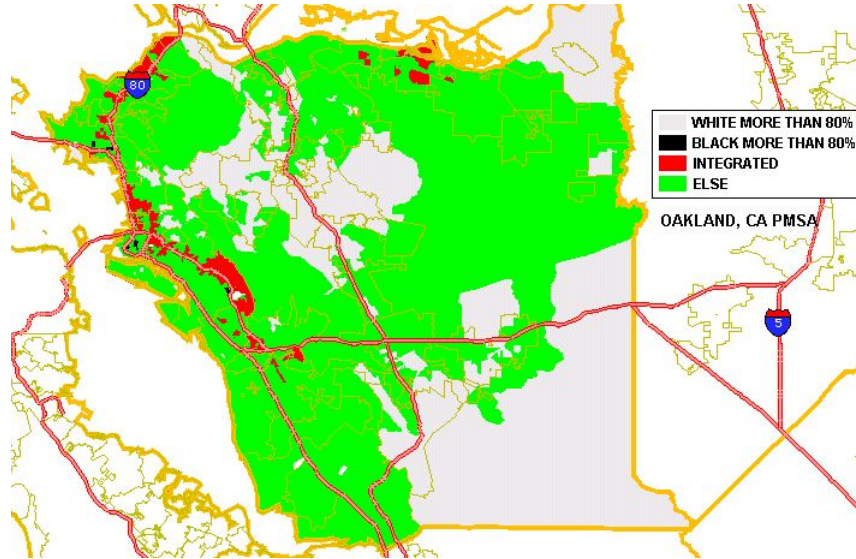 80
WHITE MORE THAN 80%
BLACK MORE THAN 80%
INTEGRATED
ELSE
OAKLAND, CA PMSA
5